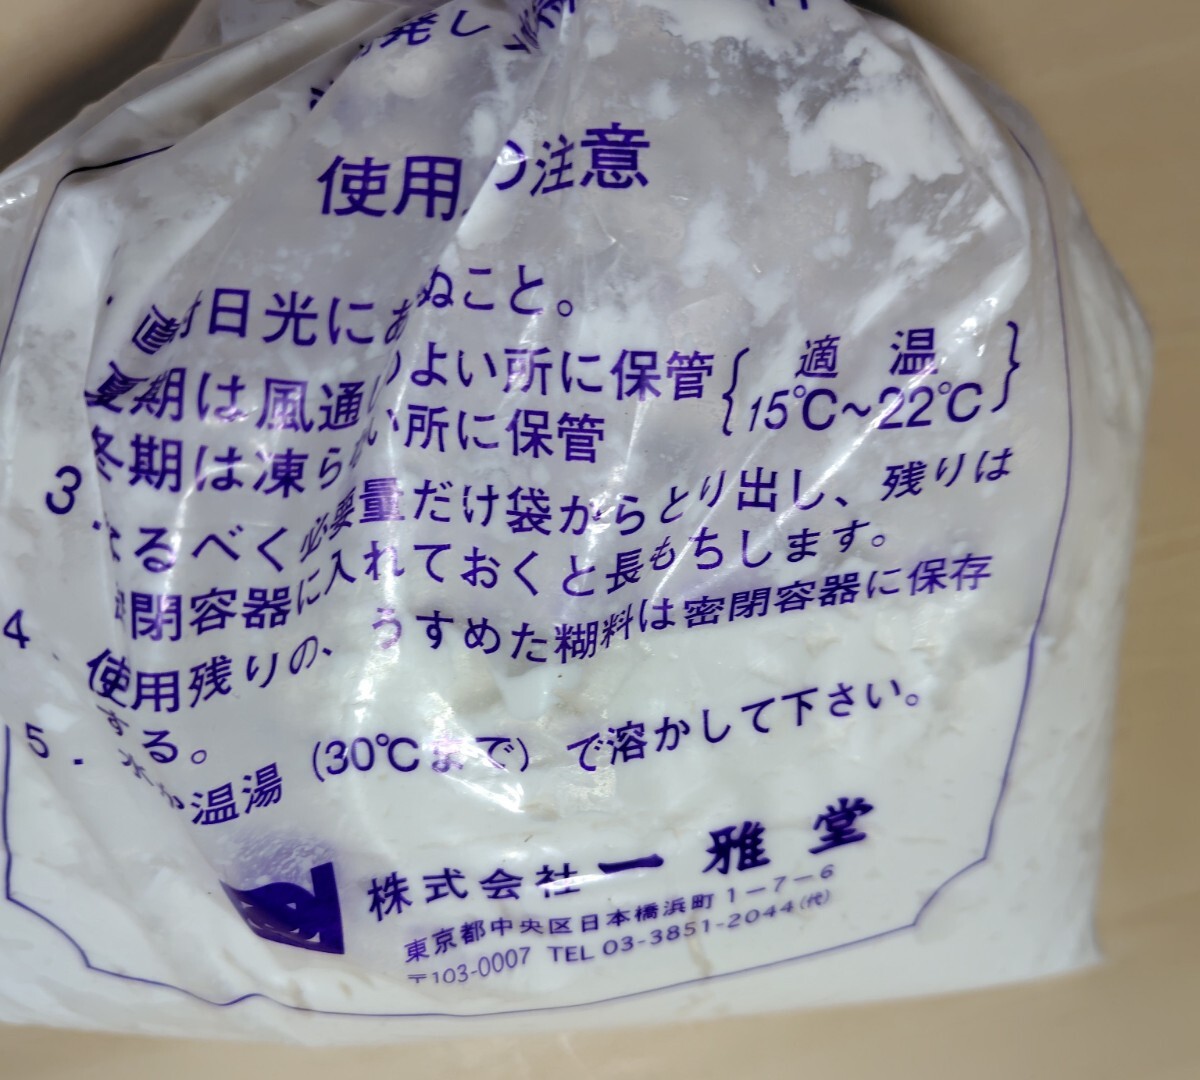 発し
使用の注意
直射日光にあてぬこと。
夏期は風通しのよい所に保管
適 温
15℃~22℃
冬期は凍らない所に保管
3. なるべく必要量だけ袋からとり出し、残りは
密閉容器に入れておくと長もちします。
4. 使用残りの、うすめた糊料は密閉容器に保存
する。
5. 水か温湯 (30℃まで) で溶かして下さい。
株式会社 一雅堂
東京都中央区日本橋浜町1-7-6
〒103-0007 TEL 03-3851-2044(代)